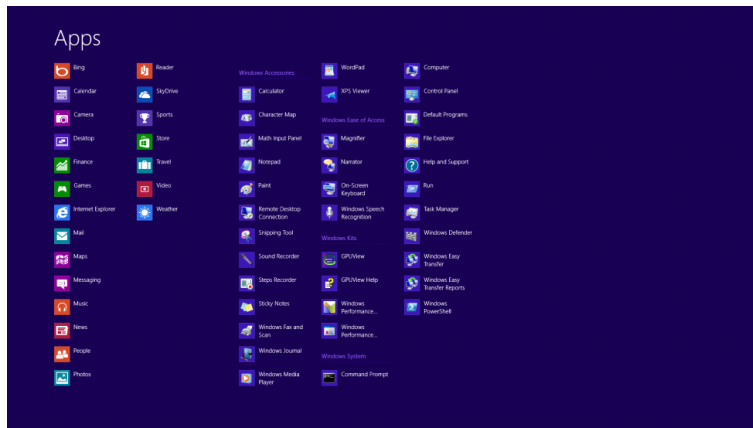 Apps
Bing
Calendar
Camera
Desktop
Finance
Games
Internet Explorer
Mail
Maps
Messaging
Music
News
People
Photos
Reader
SkyDrive
Sports
Store
Travel
Video
Weather
Windows Accessories
Calculator
Character Map
Math Input Panel
Notepad
Paint
Remote Desktop
Connection
Snipping Tool
Sound Recorder
Steps Recorder
Sticky Notes
Windows Fax and
Scan
Windows Journal
Windows Media
Player
WordPad
XPS Viewer
Windows Ease of Access
Magnifier
Narrator
On-Screen
Keyboard
Windows Speech
Recognition
Windows Kits
GPUView
GPUView Help
Windows
Performance...
Windows
Performance...
Windows System
Command Prompt
Computer
Control Panel
Default Programs
File Explorer
Help and Support
Run
Task Manager
Windows Defender
Windows Easy
Transfer
Windows Easy
Transfer Reports
Windows
PowerShell